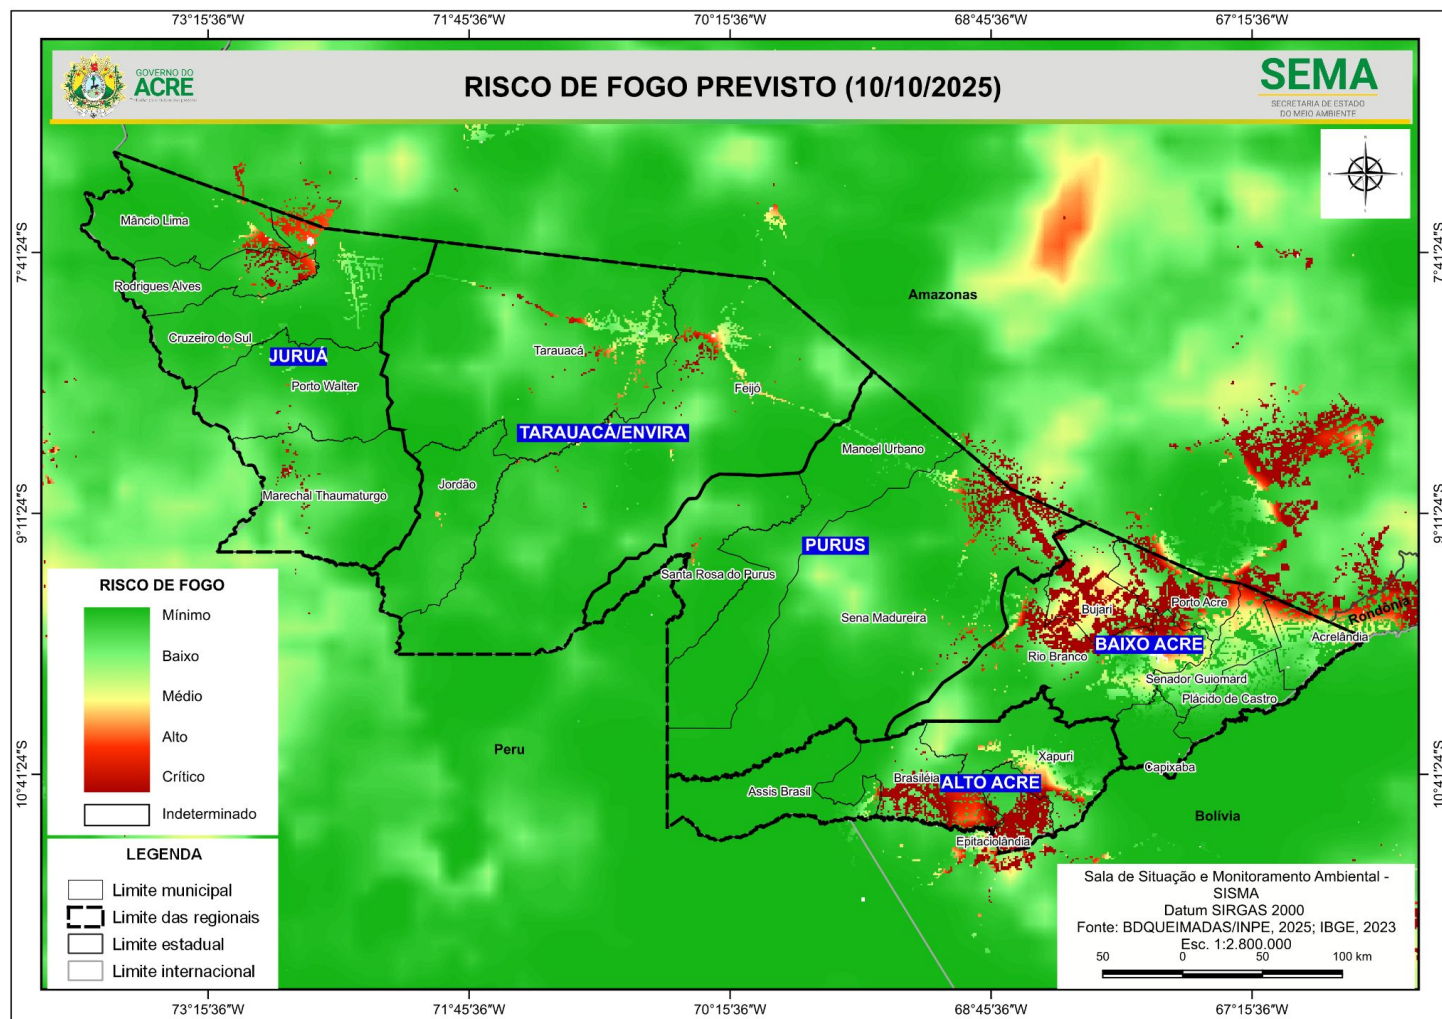 73°15'36"W
71°45'36"W
70°15'36"W
68°45'36"W
67°15'36"W
GOVERNO DO
ACRE
RISCO DE FOGO PREVISTO (10/10/2025)
SEMA
SECRETARIA DE ESTADO
DO MEIO AMBIENTE
N
Mâncio Lima
7°41'24"S
7°41'24"S
Rodrigues Alves
Amazonas
Cruzeiro do Sul
JURUÁ
Tarauacá
Porto Walter
Feijó
TARAUACÁ/ENVIRA
Manoel Urbano
Jordão
Marechal Thaumaturgo
9°11'24"S
9°11'24"S
PURUS
Santa Rosa do Purus
Sena Madureira
Bujari
Porto Acre
Rondônia
Acrelândia
BAIXO ACRE
Rio Branco
Senador Guiomard
Plácido de Castro
Peru
Xapuri
Capixaba
Brasiléia
ALTO ACRE
Assis Brasil
10°41'24"S
10°41'24"S
Bolívia
Epitaciolândia
RISCO DE FOGO
Mínimo
Baixo
Médio
Alto
Crítico
Indeterminado
LEGENDA
Limite municipal
Limite das regionais
Limite estadual
Limite internacional
Sala de Situação e Monitoramento Ambiental -
SISMA
Datum SIRGAS 2000
Fonte: BDQUEIMADAS/INPE, 2025; IBGE, 2023
Esc. 1:2.800.000
50 0 50 100 km
73°15'36"W
71°45'36"W
70°15'36"W
68°45'36"W
67°15'36"W